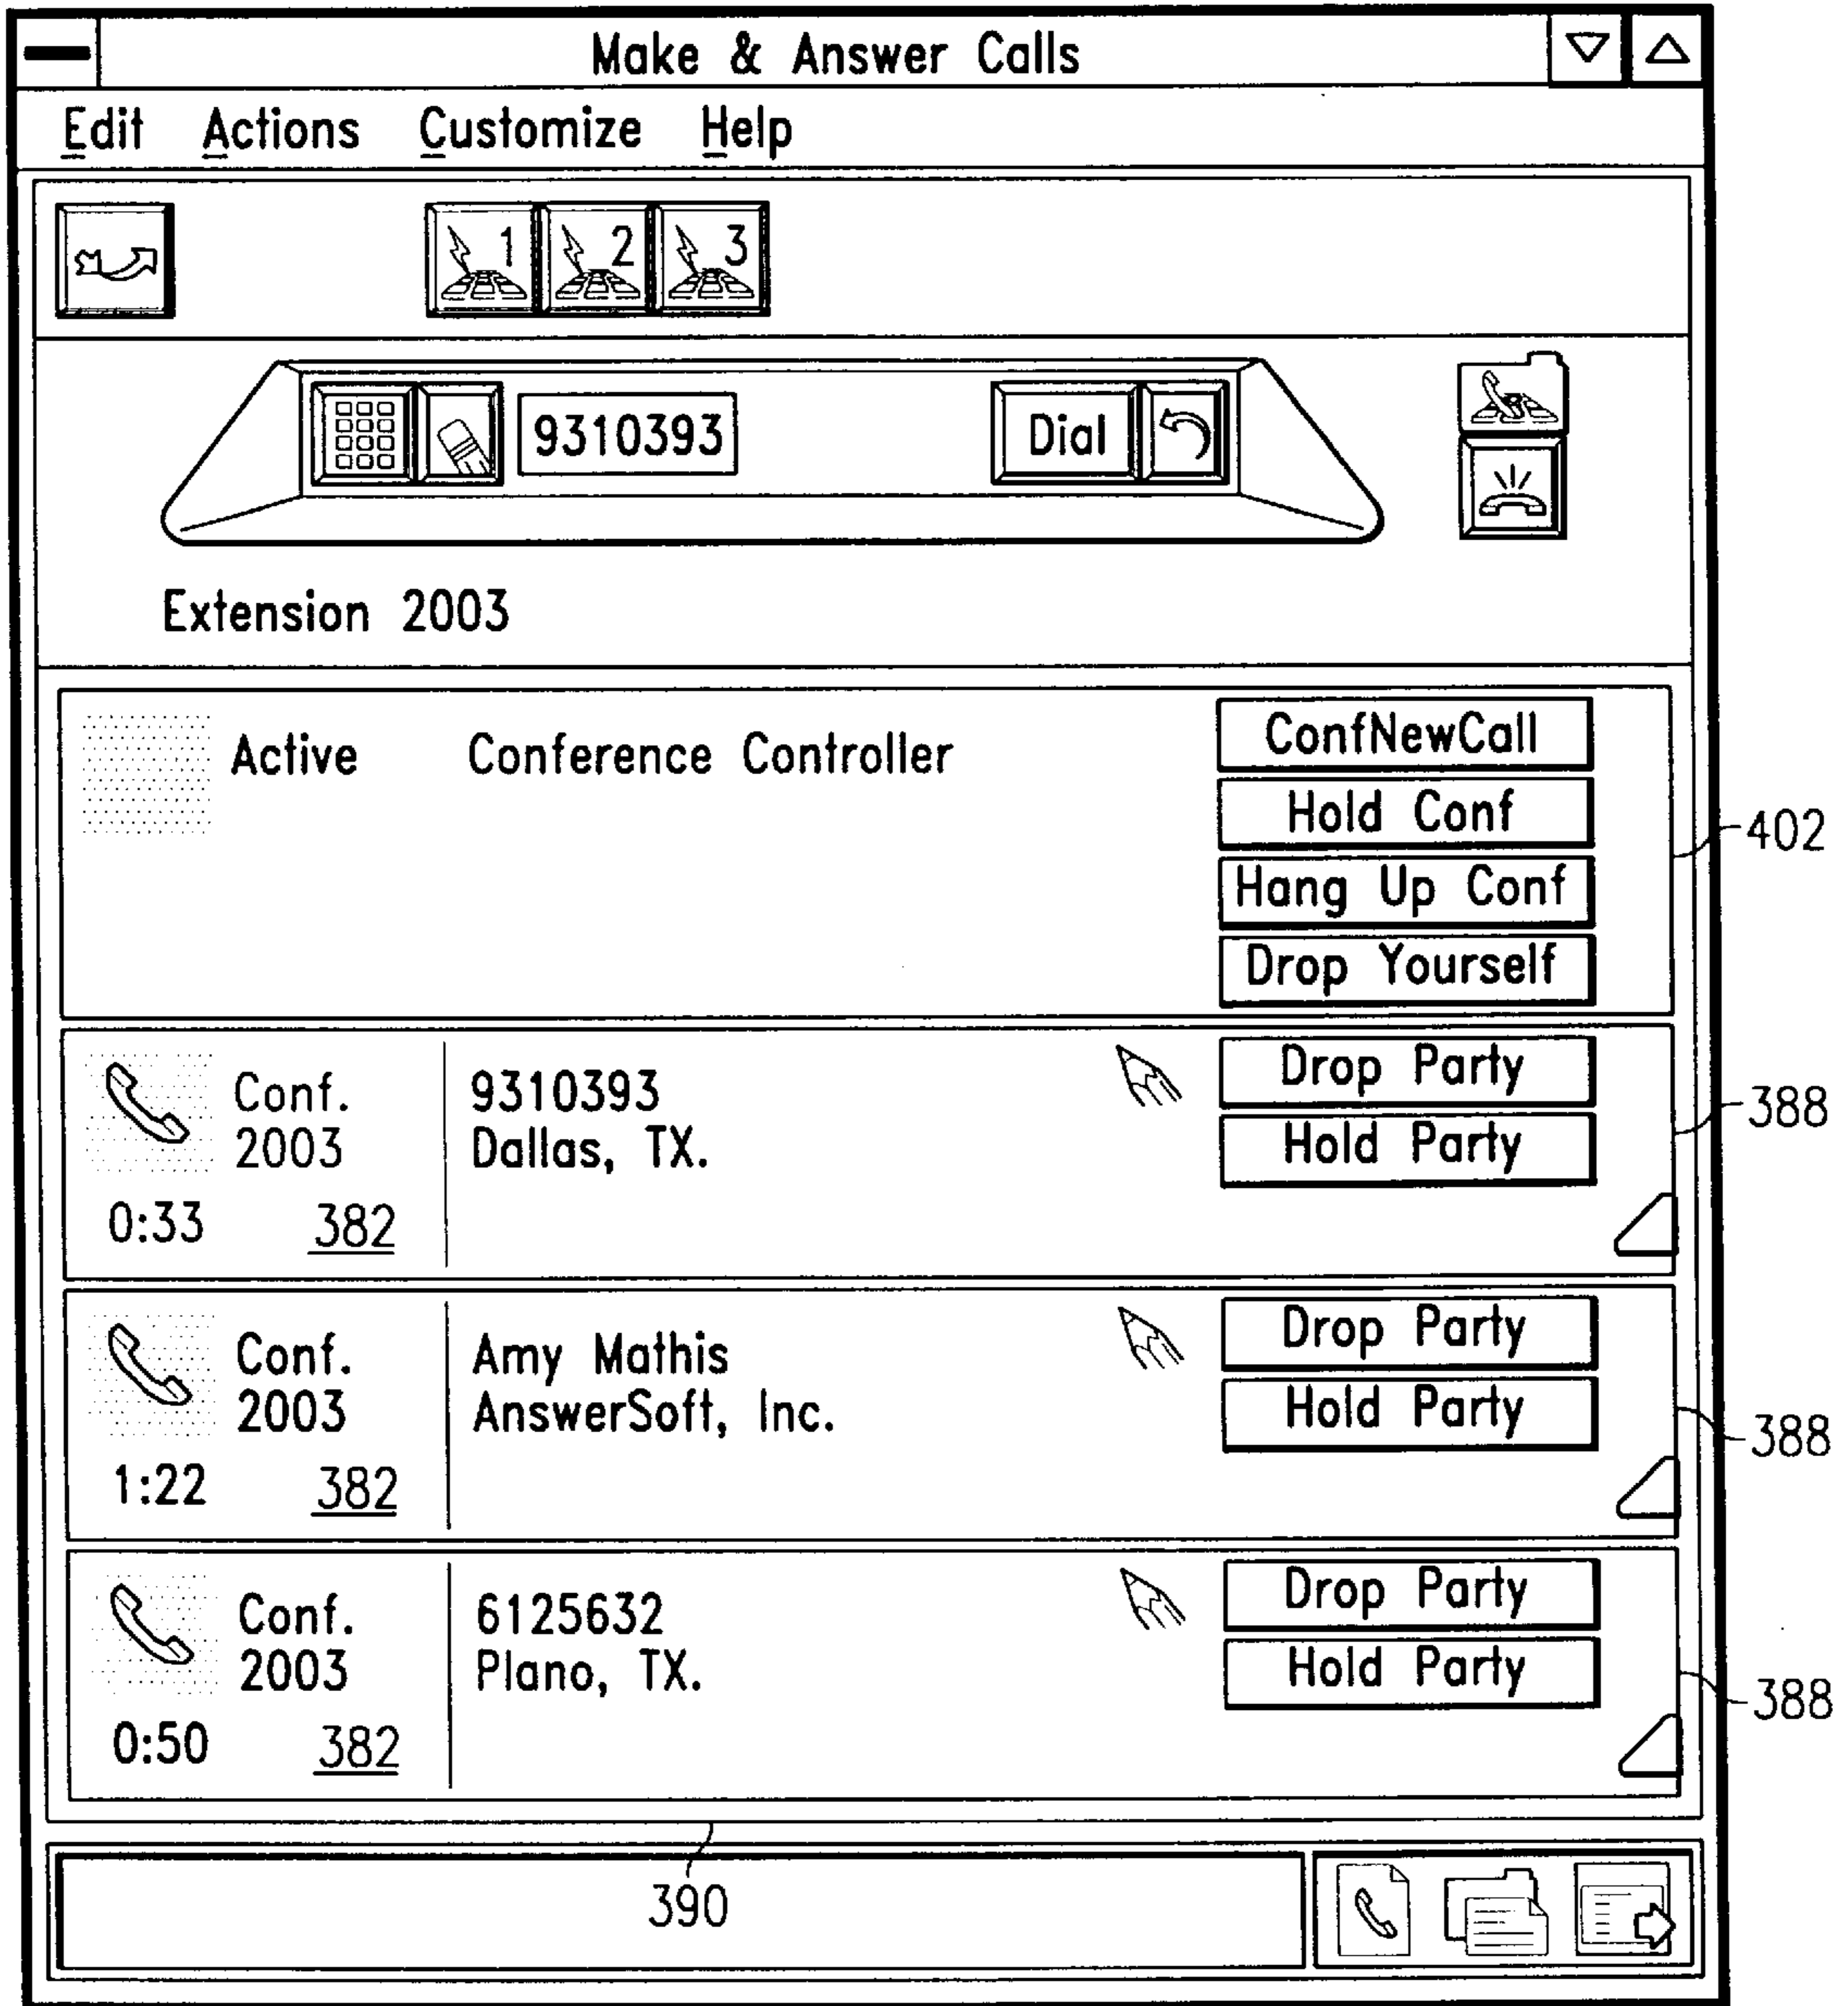 Make & Answer Calls
Edit Actions Customize Help
1 2 3
9310393 Dial
Extension 2003
Active Conference Controller
ConfNewCall
Hold Conf
402
Hang Up Conf
Drop Yourself
Conf. 9310393 Drop Party
388
2003 Dallas, TX. Hold Party
0:33 382
Conf. Amy Mathis Drop Party
2003 AnswerSoft, Inc. Hold Party
388
1:22 382
Conf. 6125632 Drop Party
2003 Plano, TX. Hold Party
388
0:50 382
390